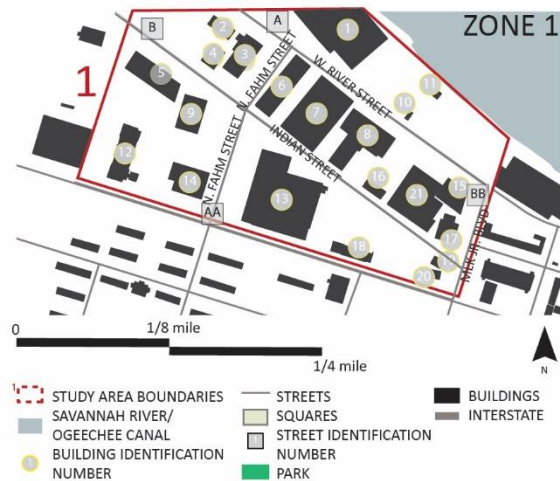 ZONE 1
B
A
2
1
4
3
5
N. FAHM STREET
W. RIVER STREET
11
6
10
1
9
7
8
INDIAN STREET
12
N. FAHM STREET
14
16
13
21
15
BB
AA
17
MLK JR. BLVD
18
19
20
0
1/8 mile
1/4 mile
N
1
STUDY AREA BOUNDARIES
SAVANNAH RIVER/
OGEECHEE CANAL
1
BUILDING IDENTIFICATION
NUMBER
STREETS
SQUARES
1
STREET IDENTIFICATION
NUMBER
PARK
BUILDINGS
INTERSTATE